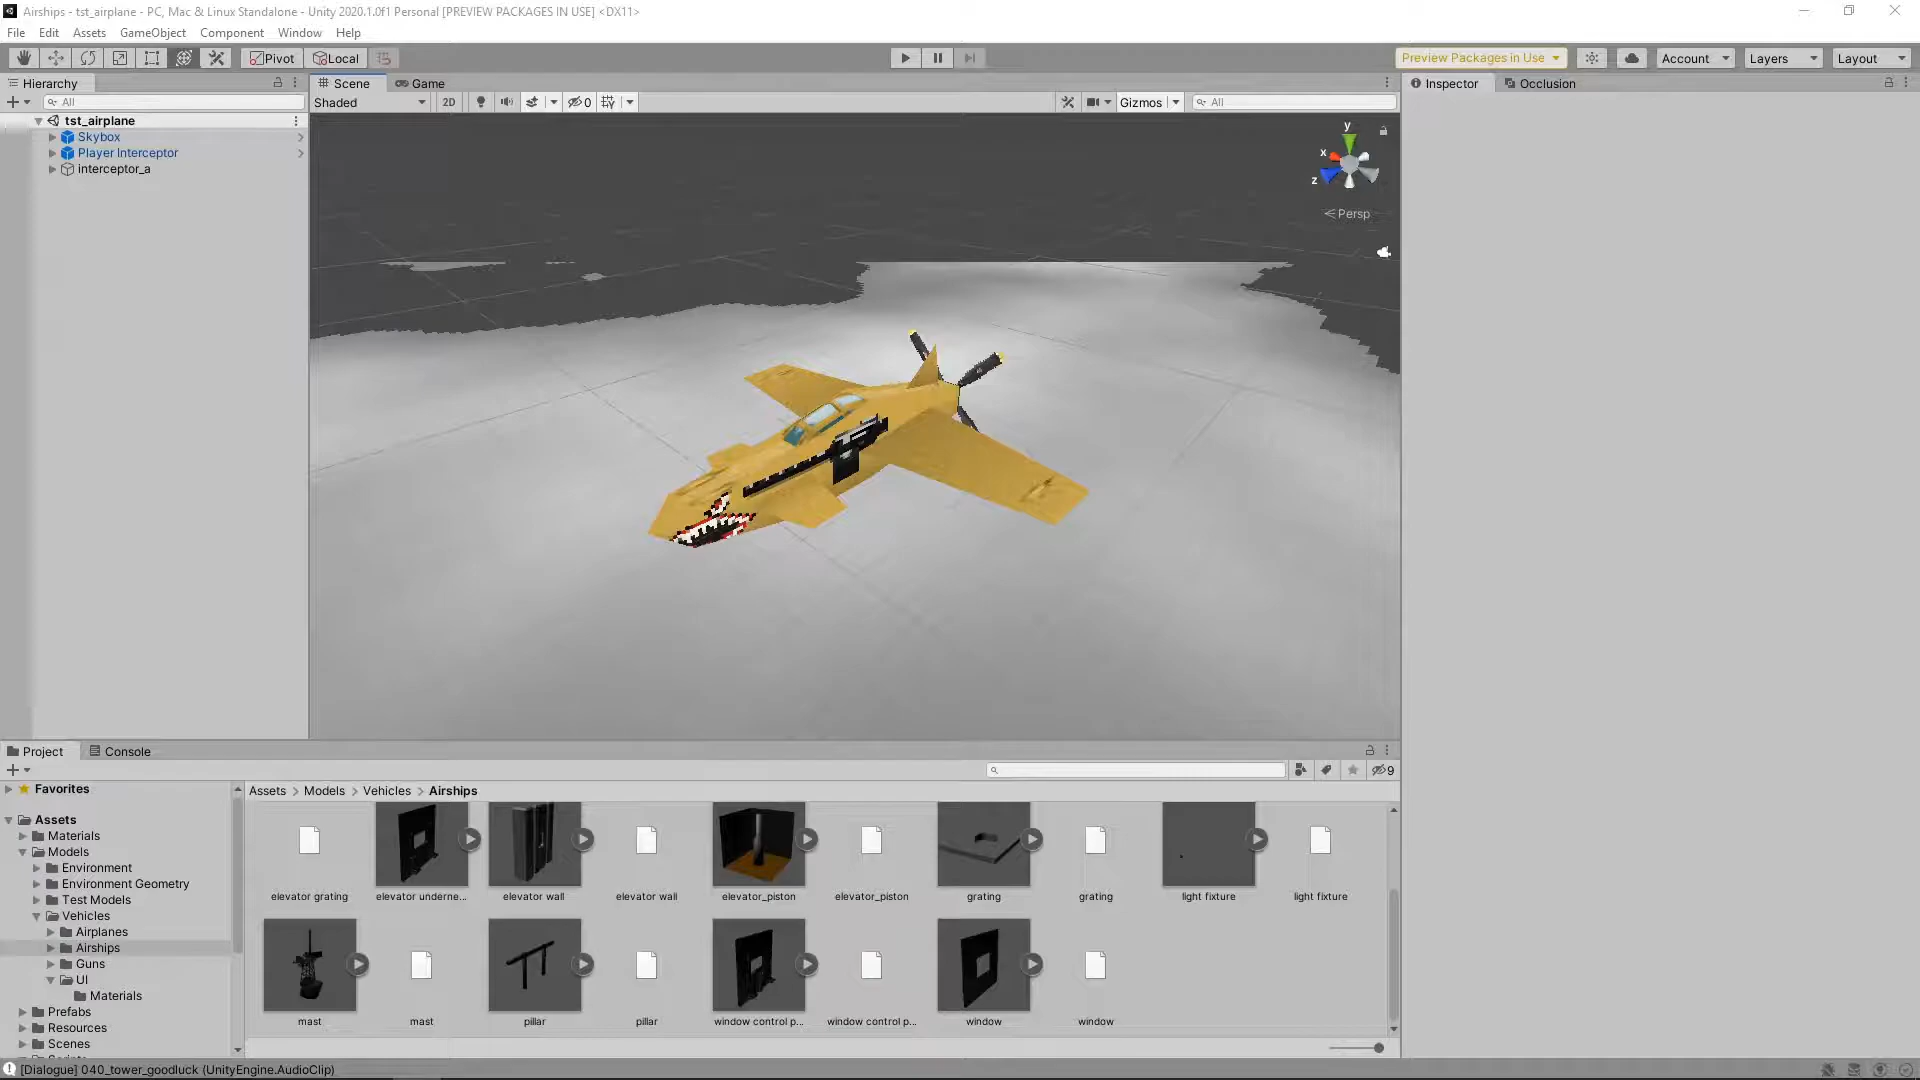 Airships - tst_airplane - PC, Mac & Linux Standalone - Unity 2020.1.0f1 Personal [PREVIEW PACKAGES IN USE] <DX11>
File Edit Assets GameObject Component Window Help
Pivot Local Preview Packages in Use Account Layers Layout
Hierarchy Scene Game Inspector Occlusion
All Shaded 2D 0 Gizmos All
tst_airplane
Skybox
Player Interceptor
interceptor_a
y
x
z
Persp
Project Console
9
Favorites
Assets > Models > Vehicles > Airships
Assets
Materials
Models
Environment
Environment Geometry
Test Models
Vehicles
Airplanes
Airships
Guns
UI
Materials
Prefabs
Resources
Scenes
elevator grating elevator underne... elevator wall elevator wall elevator_piston elevator_piston grating grating light fixture light fixture
mast mast pillar pillar window control p... window control p... window window
[Dialogue] 040_tower_goodluck (UnityEngine.AudioClip)